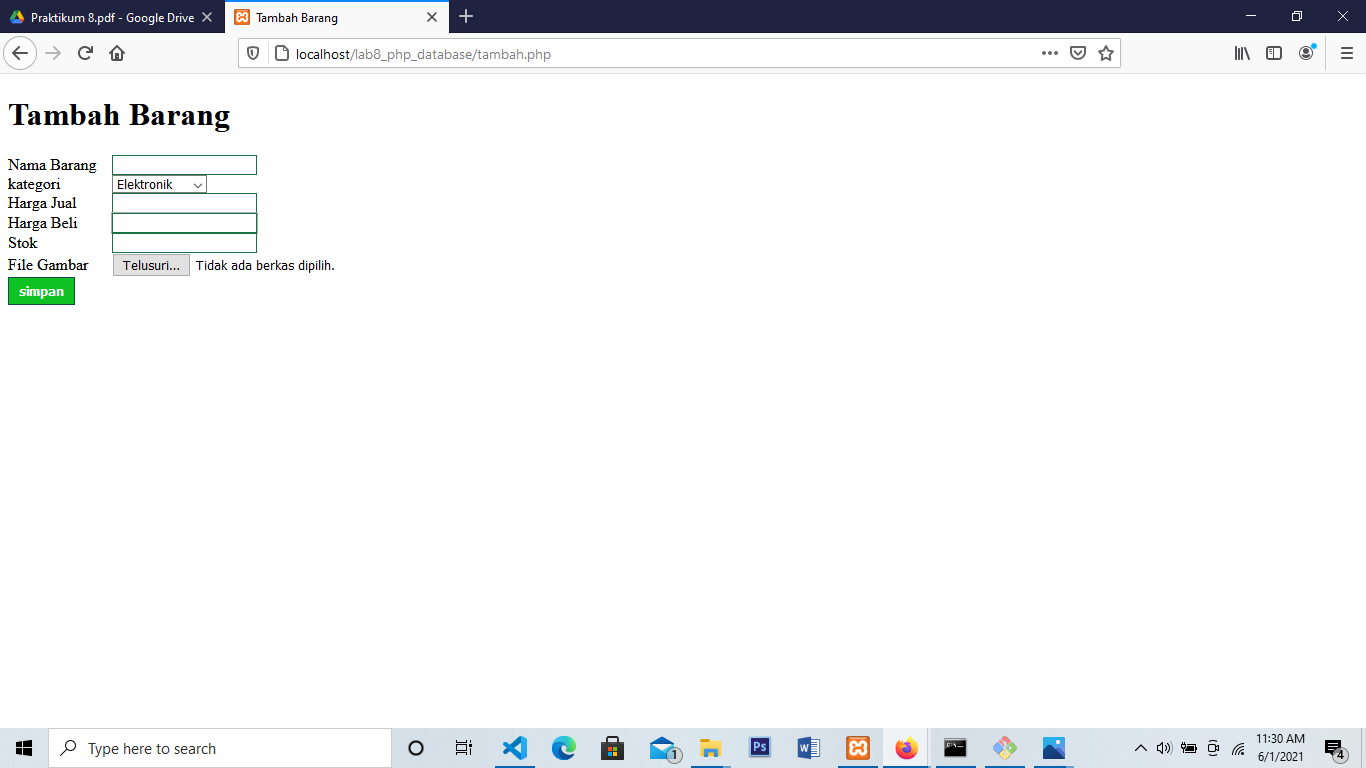 Praktikum 8.pdf - Google Drive
Tambah Barang
localhost/lab8_php_database/tambah.php
Tambah Barang
Nama Barang
kategori Elektronik
Harga Jual
Harga Beli
Stok
File Gambar Telusuri... Tidak ada berkas dipilih.
simpan
Type here to search
1
Ps
W
11:30 AM
6/1/2021
4